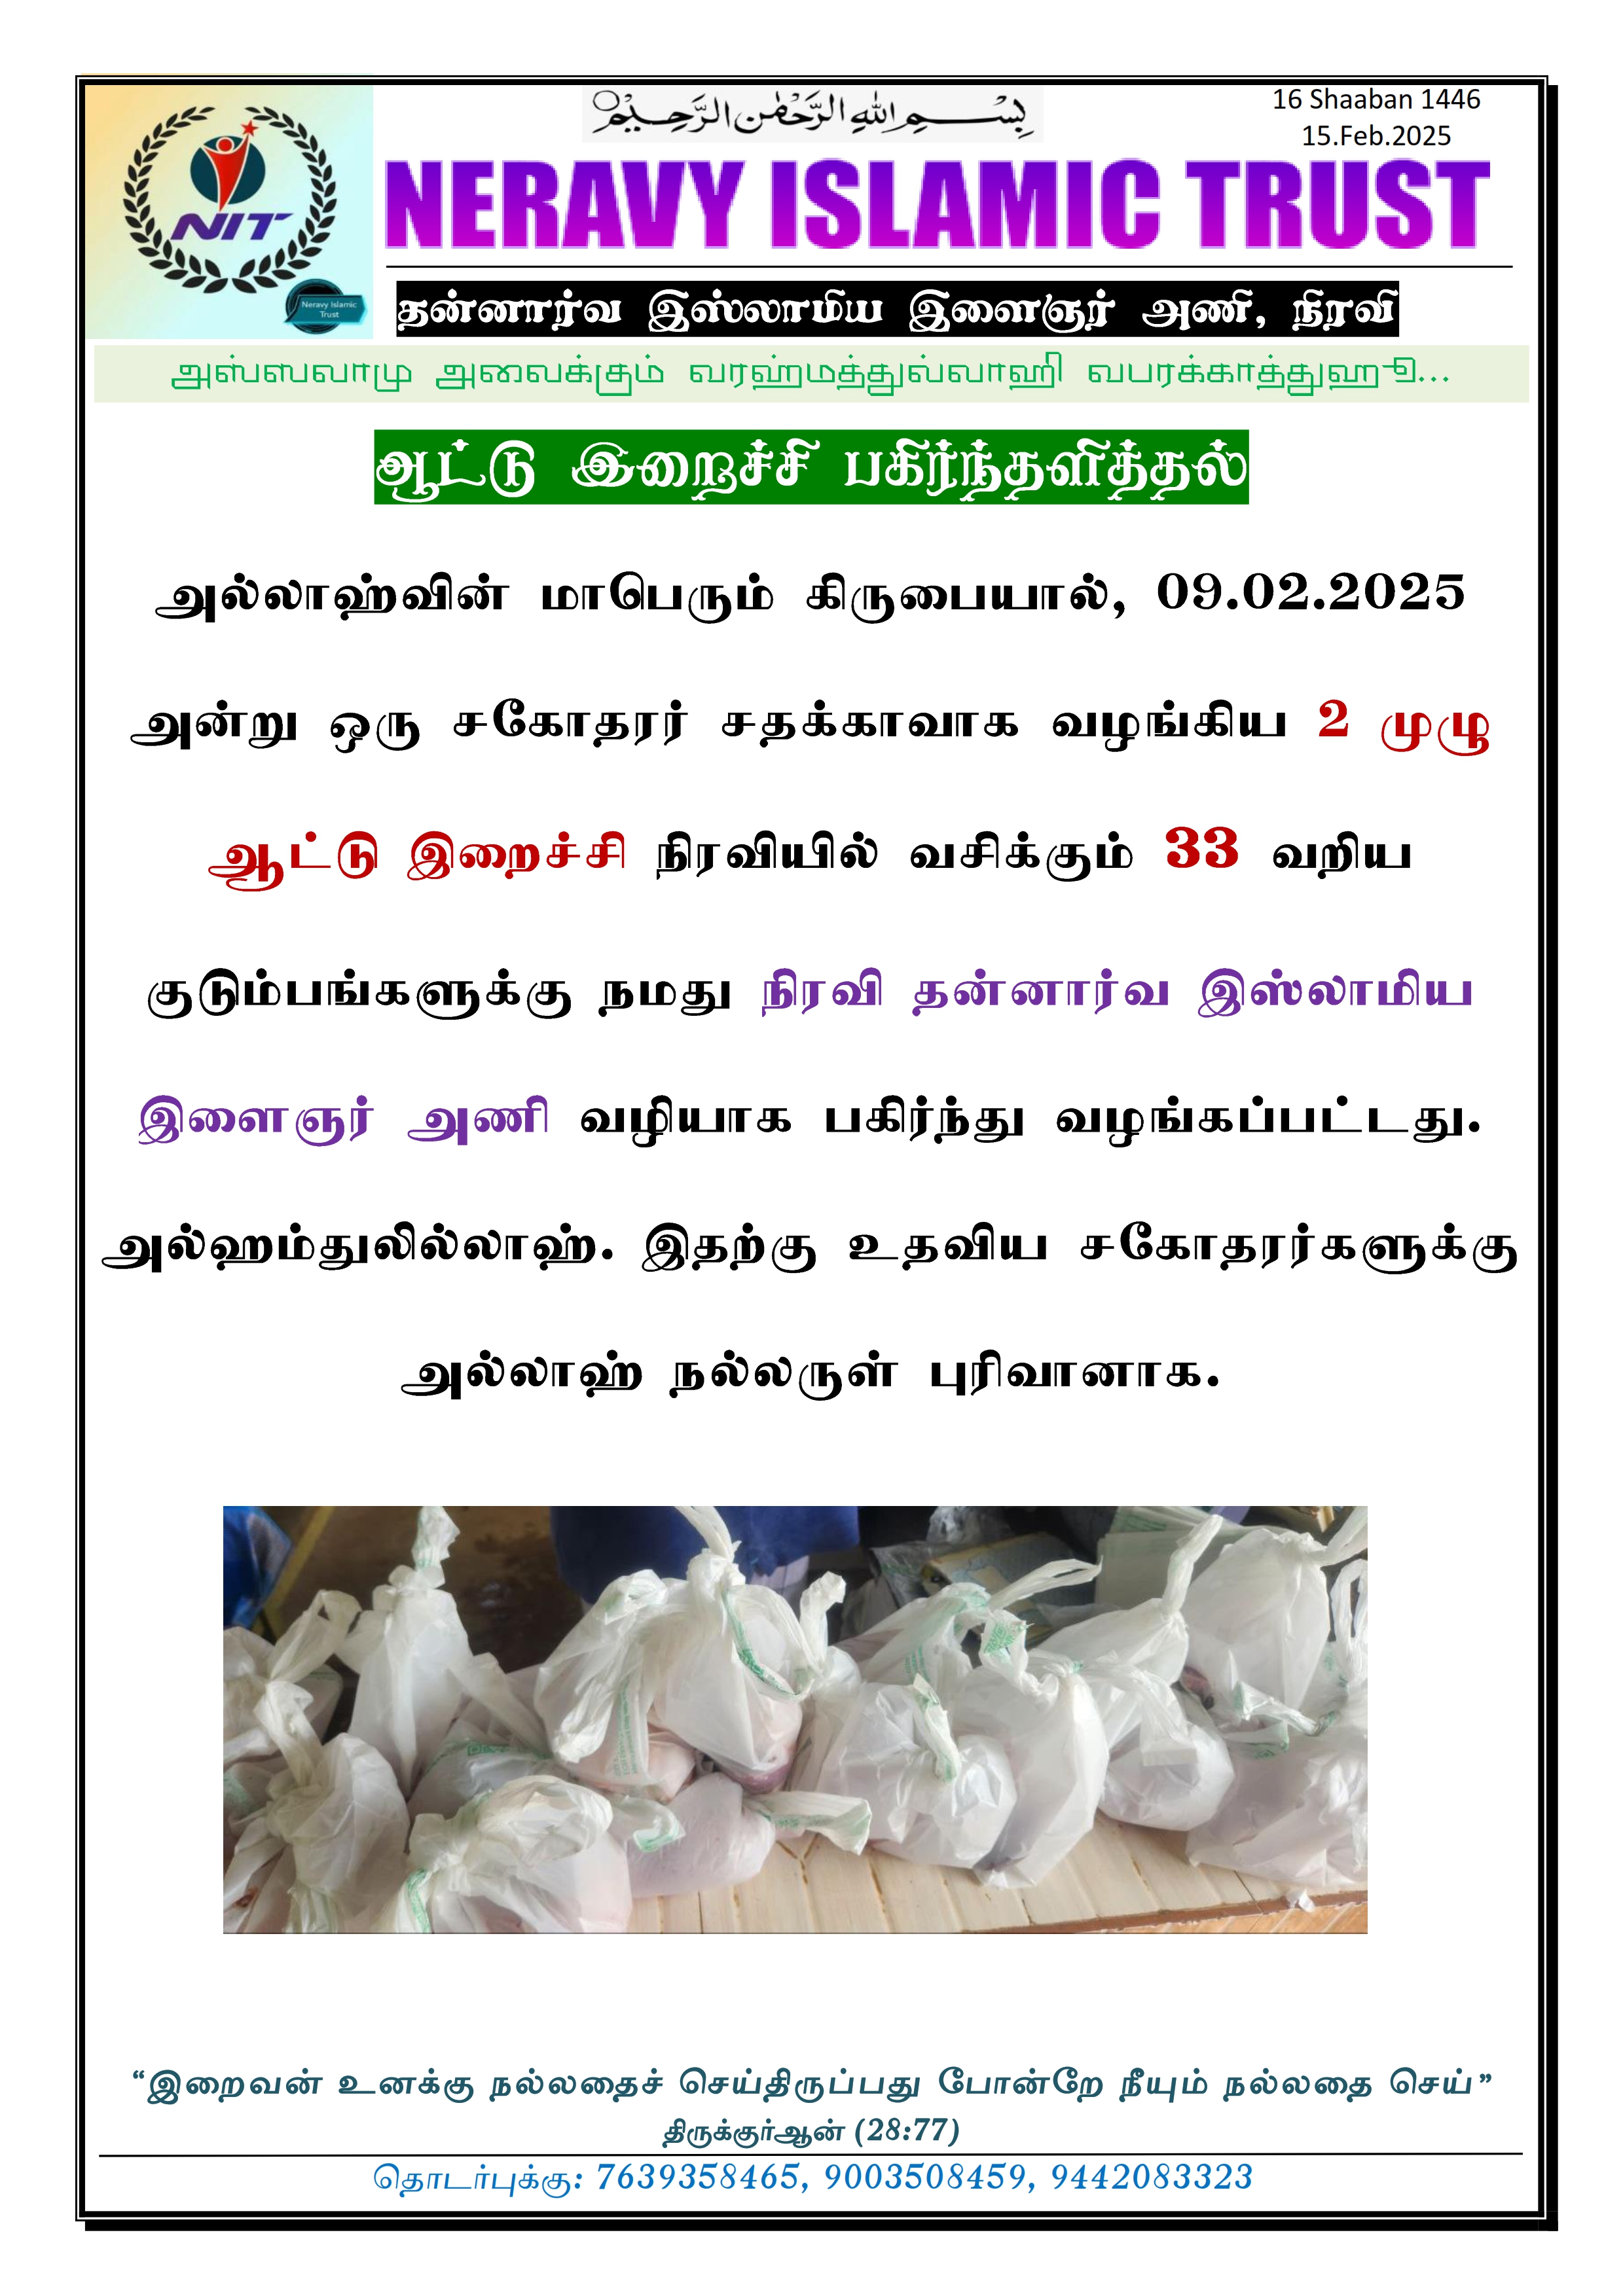 بِسْمِ اللهِ الرَّحْمٰنِ الرَّحِيْمِ
16 Shaaban 1446
15.Feb.2025
NIT
Neravy Islamic
Trust
NERAVY ISLAMIC TRUST
தன்னார்வ இஸ்லாமிய இளைஞர் அணி, நிரவி
அஸ்ஸலாமு அலைக்கும் வரஹ்மத்துல்லாஹி வபரக்காத்துஹூ...
ஆட்டு இறைச்சி பகிர்ந்தளித்தல்
அல்லாஹ்வின் மாபெரும் கிருபையால், 09.02.2025
அன்று ஒரு சகோதரர் சதக்காவாக வழங்கிய 2 முழு
ஆட்டு இறைச்சி நிரவியில் வசிக்கும் 33 வறிய
குடும்பங்களுக்கு நமது நிரவி தன்னார்வ இஸ்லாமிய
இளைஞர் அணி வழியாக பகிர்ந்து வழங்கப்பட்டது.
அல்ஹம்துலில்லாஹ். இதற்கு உதவிய சகோதரர்களுக்கு
அல்லாஹ் நல்லருள் புரிவானாக.
“இறைவன் உனக்கு நல்லதைச் செய்திருப்பது போன்றே நீயும் நல்லதை செய்”
திருக்குர்ஆன் (28:77)
தொடர்புக்கு: 7639358465, 9003508459, 9442083323